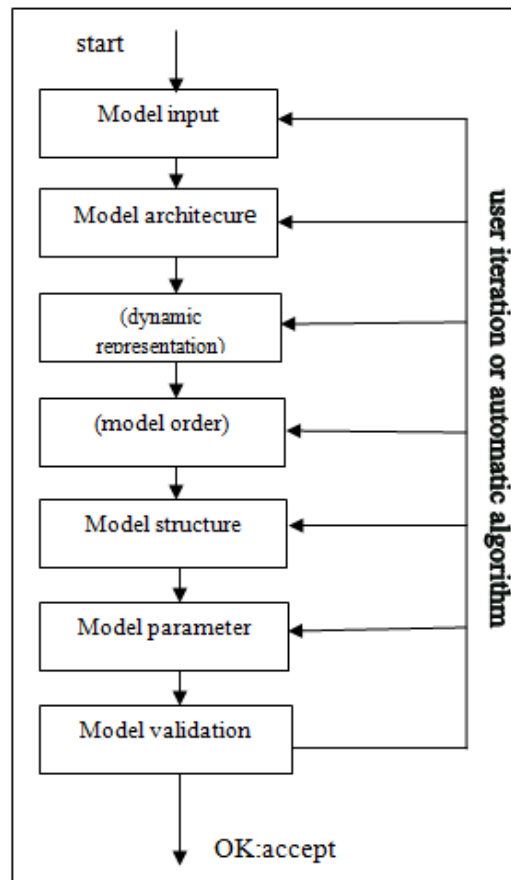 start
Model input
Model architecure
(dynamic
representation)
(model order)
Model structure
Model parameter
Model validation
OK:accept
user iteration or automatic algorithm